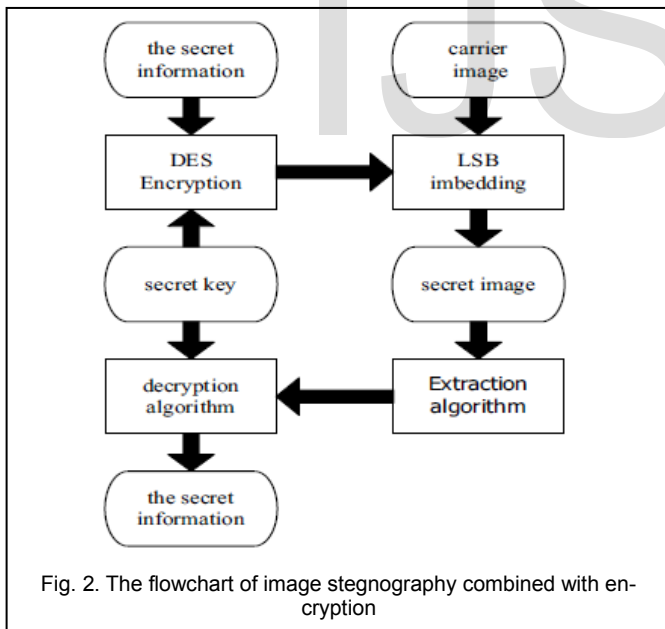 IJS
the secret
information
carrier
image
DES
Encryption
LSB
imbedding
secret key
secret image
decryption
algorithm
Extraction
algorithm
the secret
information
Fig. 2. The flowchart of image stegnography combined with en-
cryption